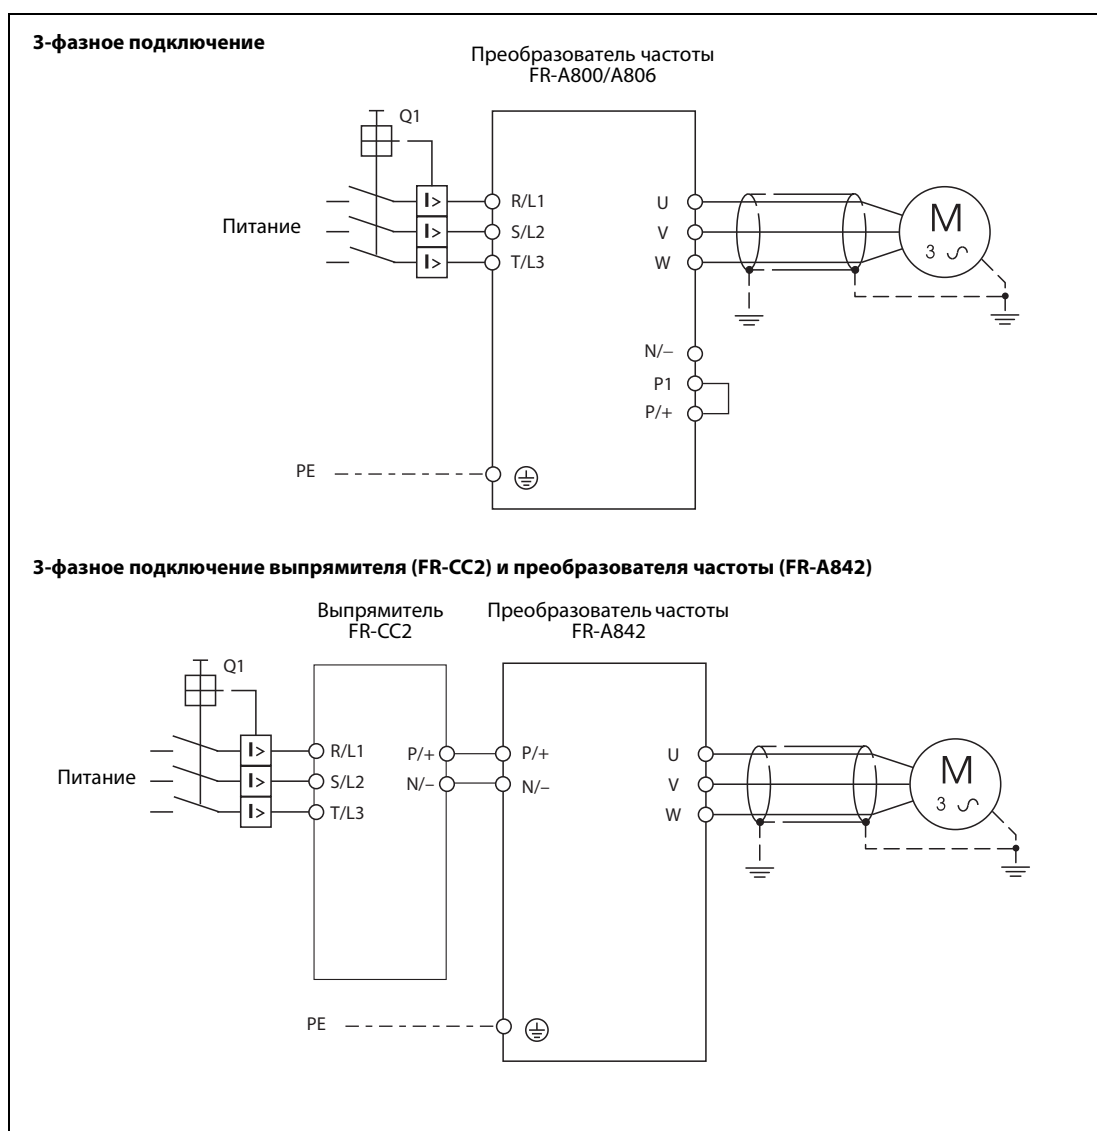 3-фазное подключение
Преобразователь частоты
FR-A800/A806
Q1
I>
R/L1
U
Питание
I>
S/L2
V
M
3
I>
T/L3
W
N/–
P1
P/+
PE
3-фазное подключение выпрямителя (FR-CC2) и преобразователя частоты (FR-A842)
Выпрямитель
FR-CC2
Преобразователь частоты
FR-A842
Q1
I>
R/L1
P/+
P/+
U
Питание
I>
S/L2
N/–
N/–
V
M
3
I>
T/L3
W
PE